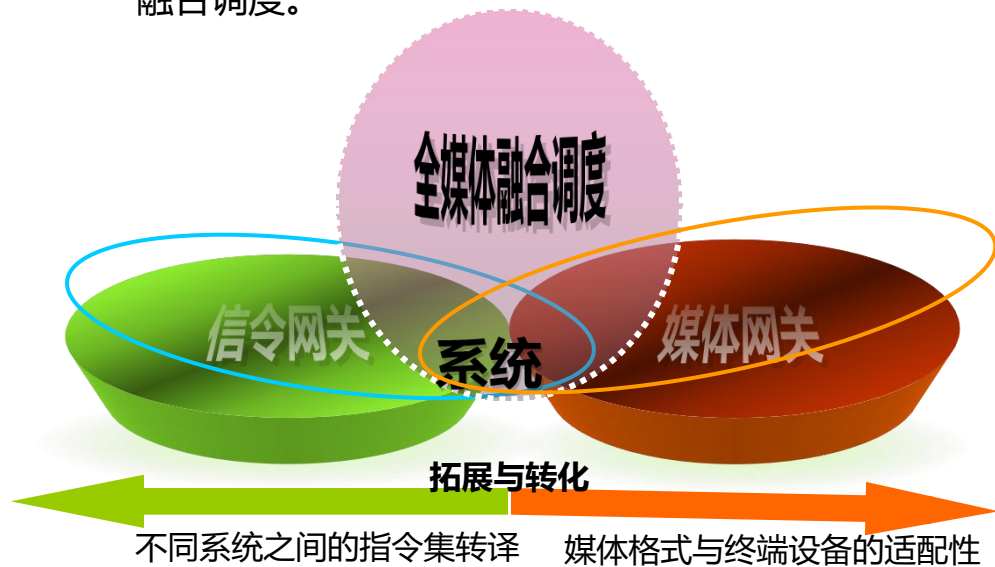 融合调度。
全媒体融合调度
信令网关
媒体网关
系统
拓展与转化
不同系统之间的指令集转译
媒体格式与终端设备的适配性